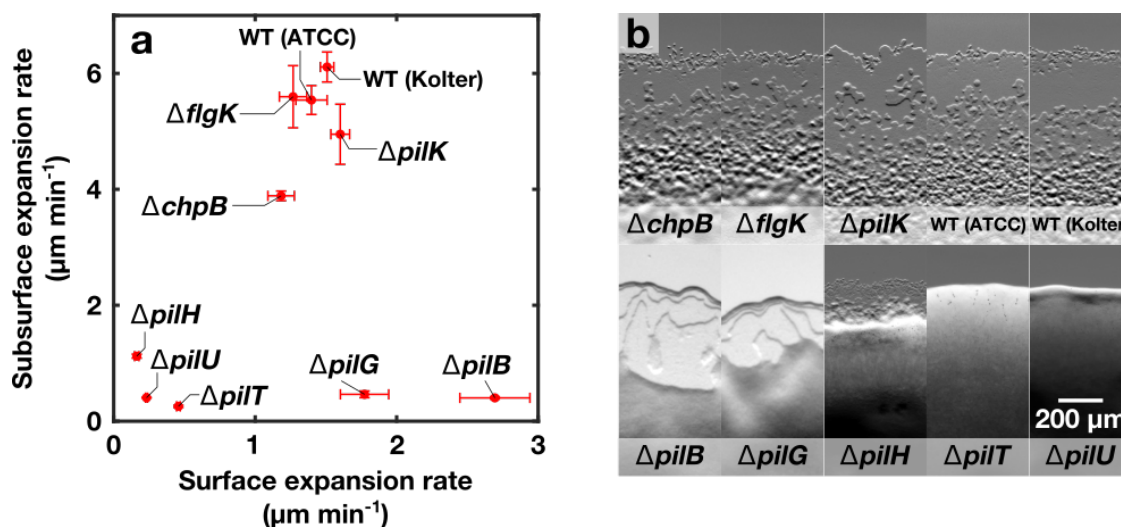 a
Subsurface expansion rate
(µm min⁻¹)
6
4
2
0
WT (ATCC)
WT (Kolter)
ΔflgK
ΔpilK
ΔchpB
ΔpilH
ΔpilU
ΔpilT
ΔpilG
ΔpilB
0 1 2 3
Surface expansion rate
(µm min⁻¹)
b
ΔchpB ΔflgK ΔpilK WT (ATCC) WT (Kolter)
200 µm
ΔpilB ΔpilG ΔpilH ΔpilT ΔpilU